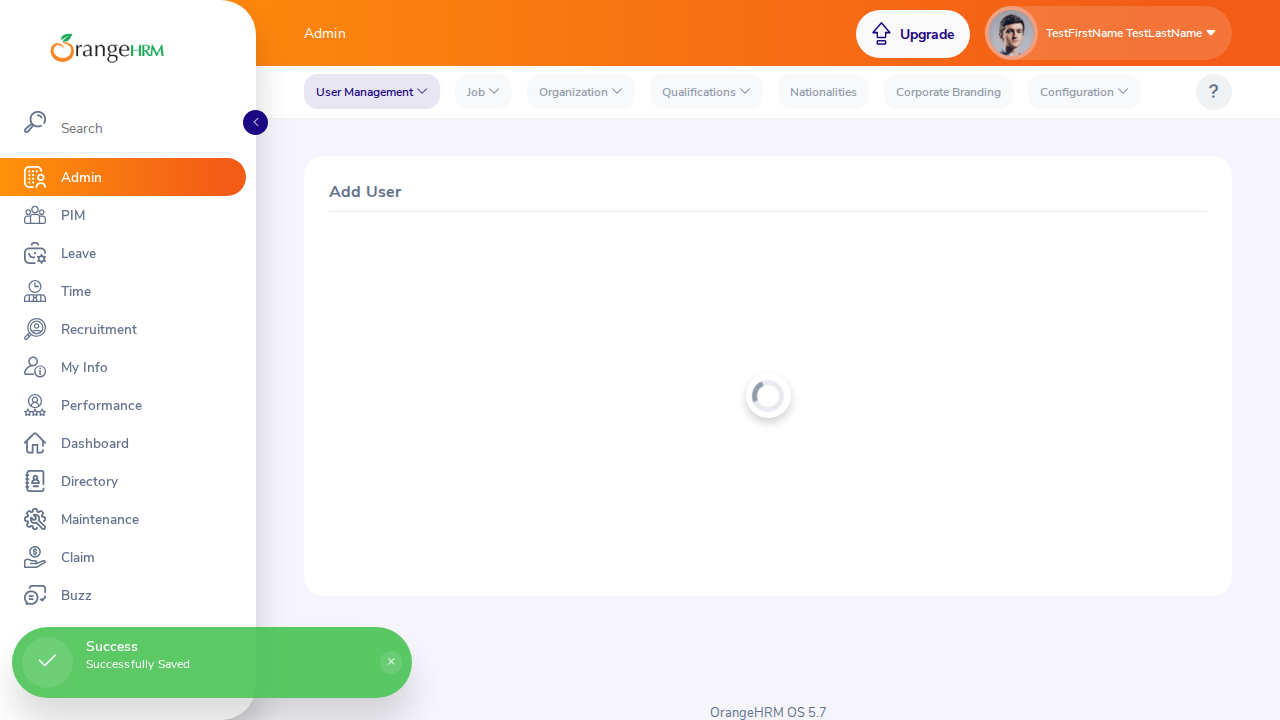 OrangeHRM
Admin
Upgrade
TestFirstName TestLastName
User Management
Job
Organization
Qualifications
Nationalities
Corporate Branding
Configuration
?
Search
Admin
PIM
Leave
Time
Recruitment
My Info
Performance
Dashboard
Directory
Maintenance
Claim
Buzz
Add User
Success
Successfully Saved
×
OrangeHRM OS 5.7